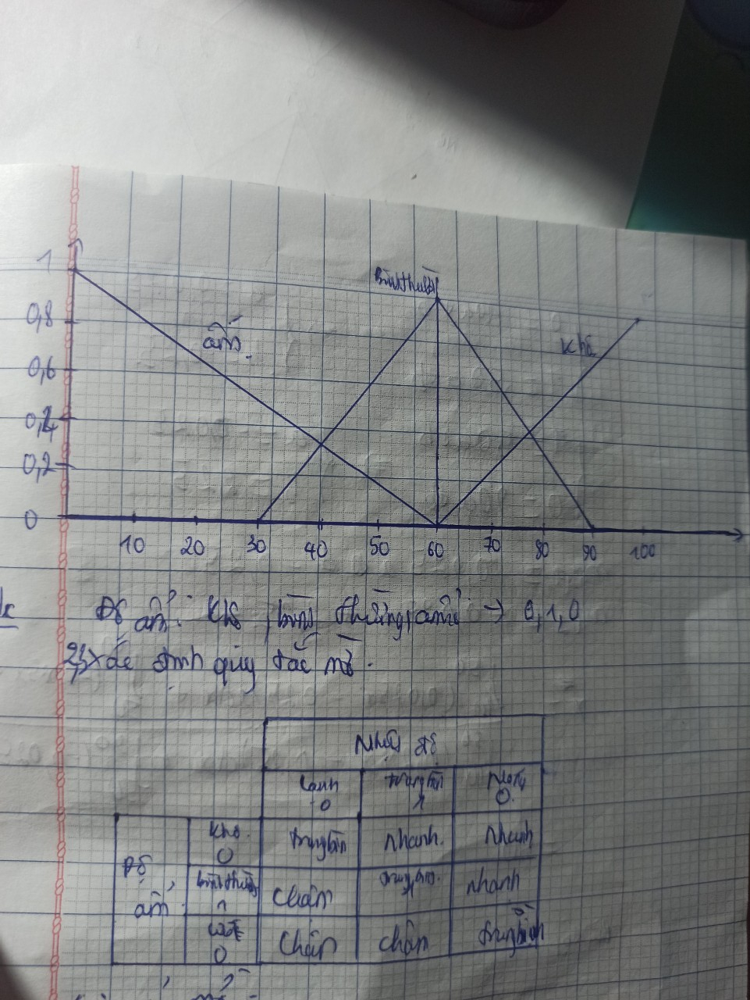 1
Bình thường
0,8
ẩm
Khô
0,6
0,4
0,2
0
10 20 30 40 50 60 70 80 90 100
Độ ẩm: Khô, bình thường, ẩm → 0,1,0
2, xác định quy tắc mờ.
Nhiệt độ
Lạnh trung bình Nóng
0 1 0
Khô. trung bình nhanh. nhanh
0
Độ ẩm bình thường chậm trung bình. nhanh
1
ướt chậm chậm trung bình
0